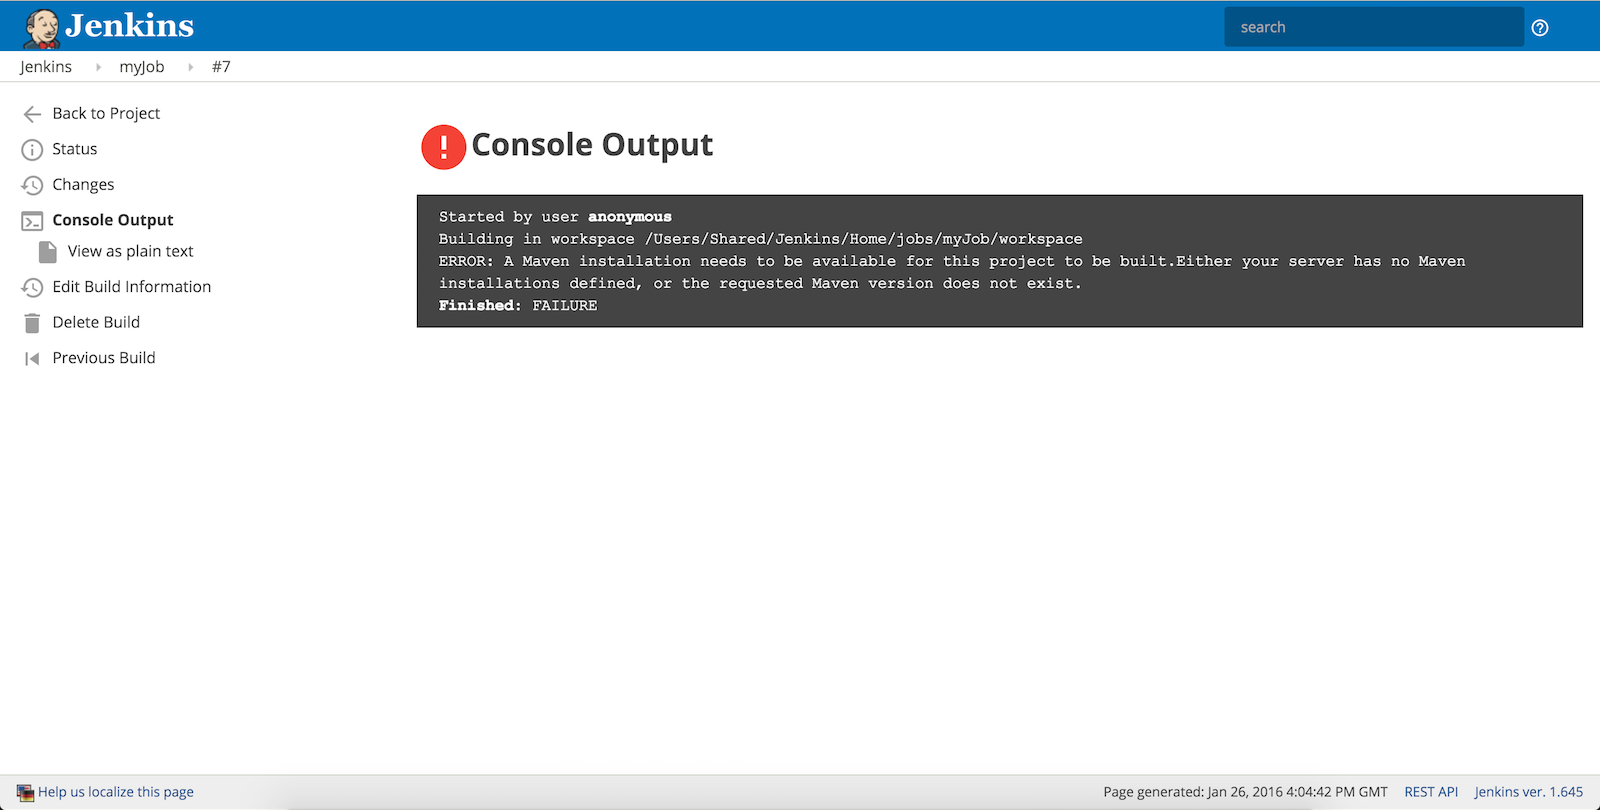 Jenkins
search
Jenkins myJob #7
Back to Project
Status
Changes
Console Output
View as plain text
Edit Build Information
Delete Build
Previous Build
Console Output
Started by user anonymous
Building in workspace /Users/Shared/Jenkins/Home/jobs/myJob/workspace
ERROR: A Maven installation needs to be available for this project to be built.Either your server has no Maven
installations defined, or the requested Maven version does not exist.
Finished: FAILURE
Help us localize this page
Page generated: Jan 26, 2016 4:04:42 PM GMT REST API Jenkins ver. 1.645